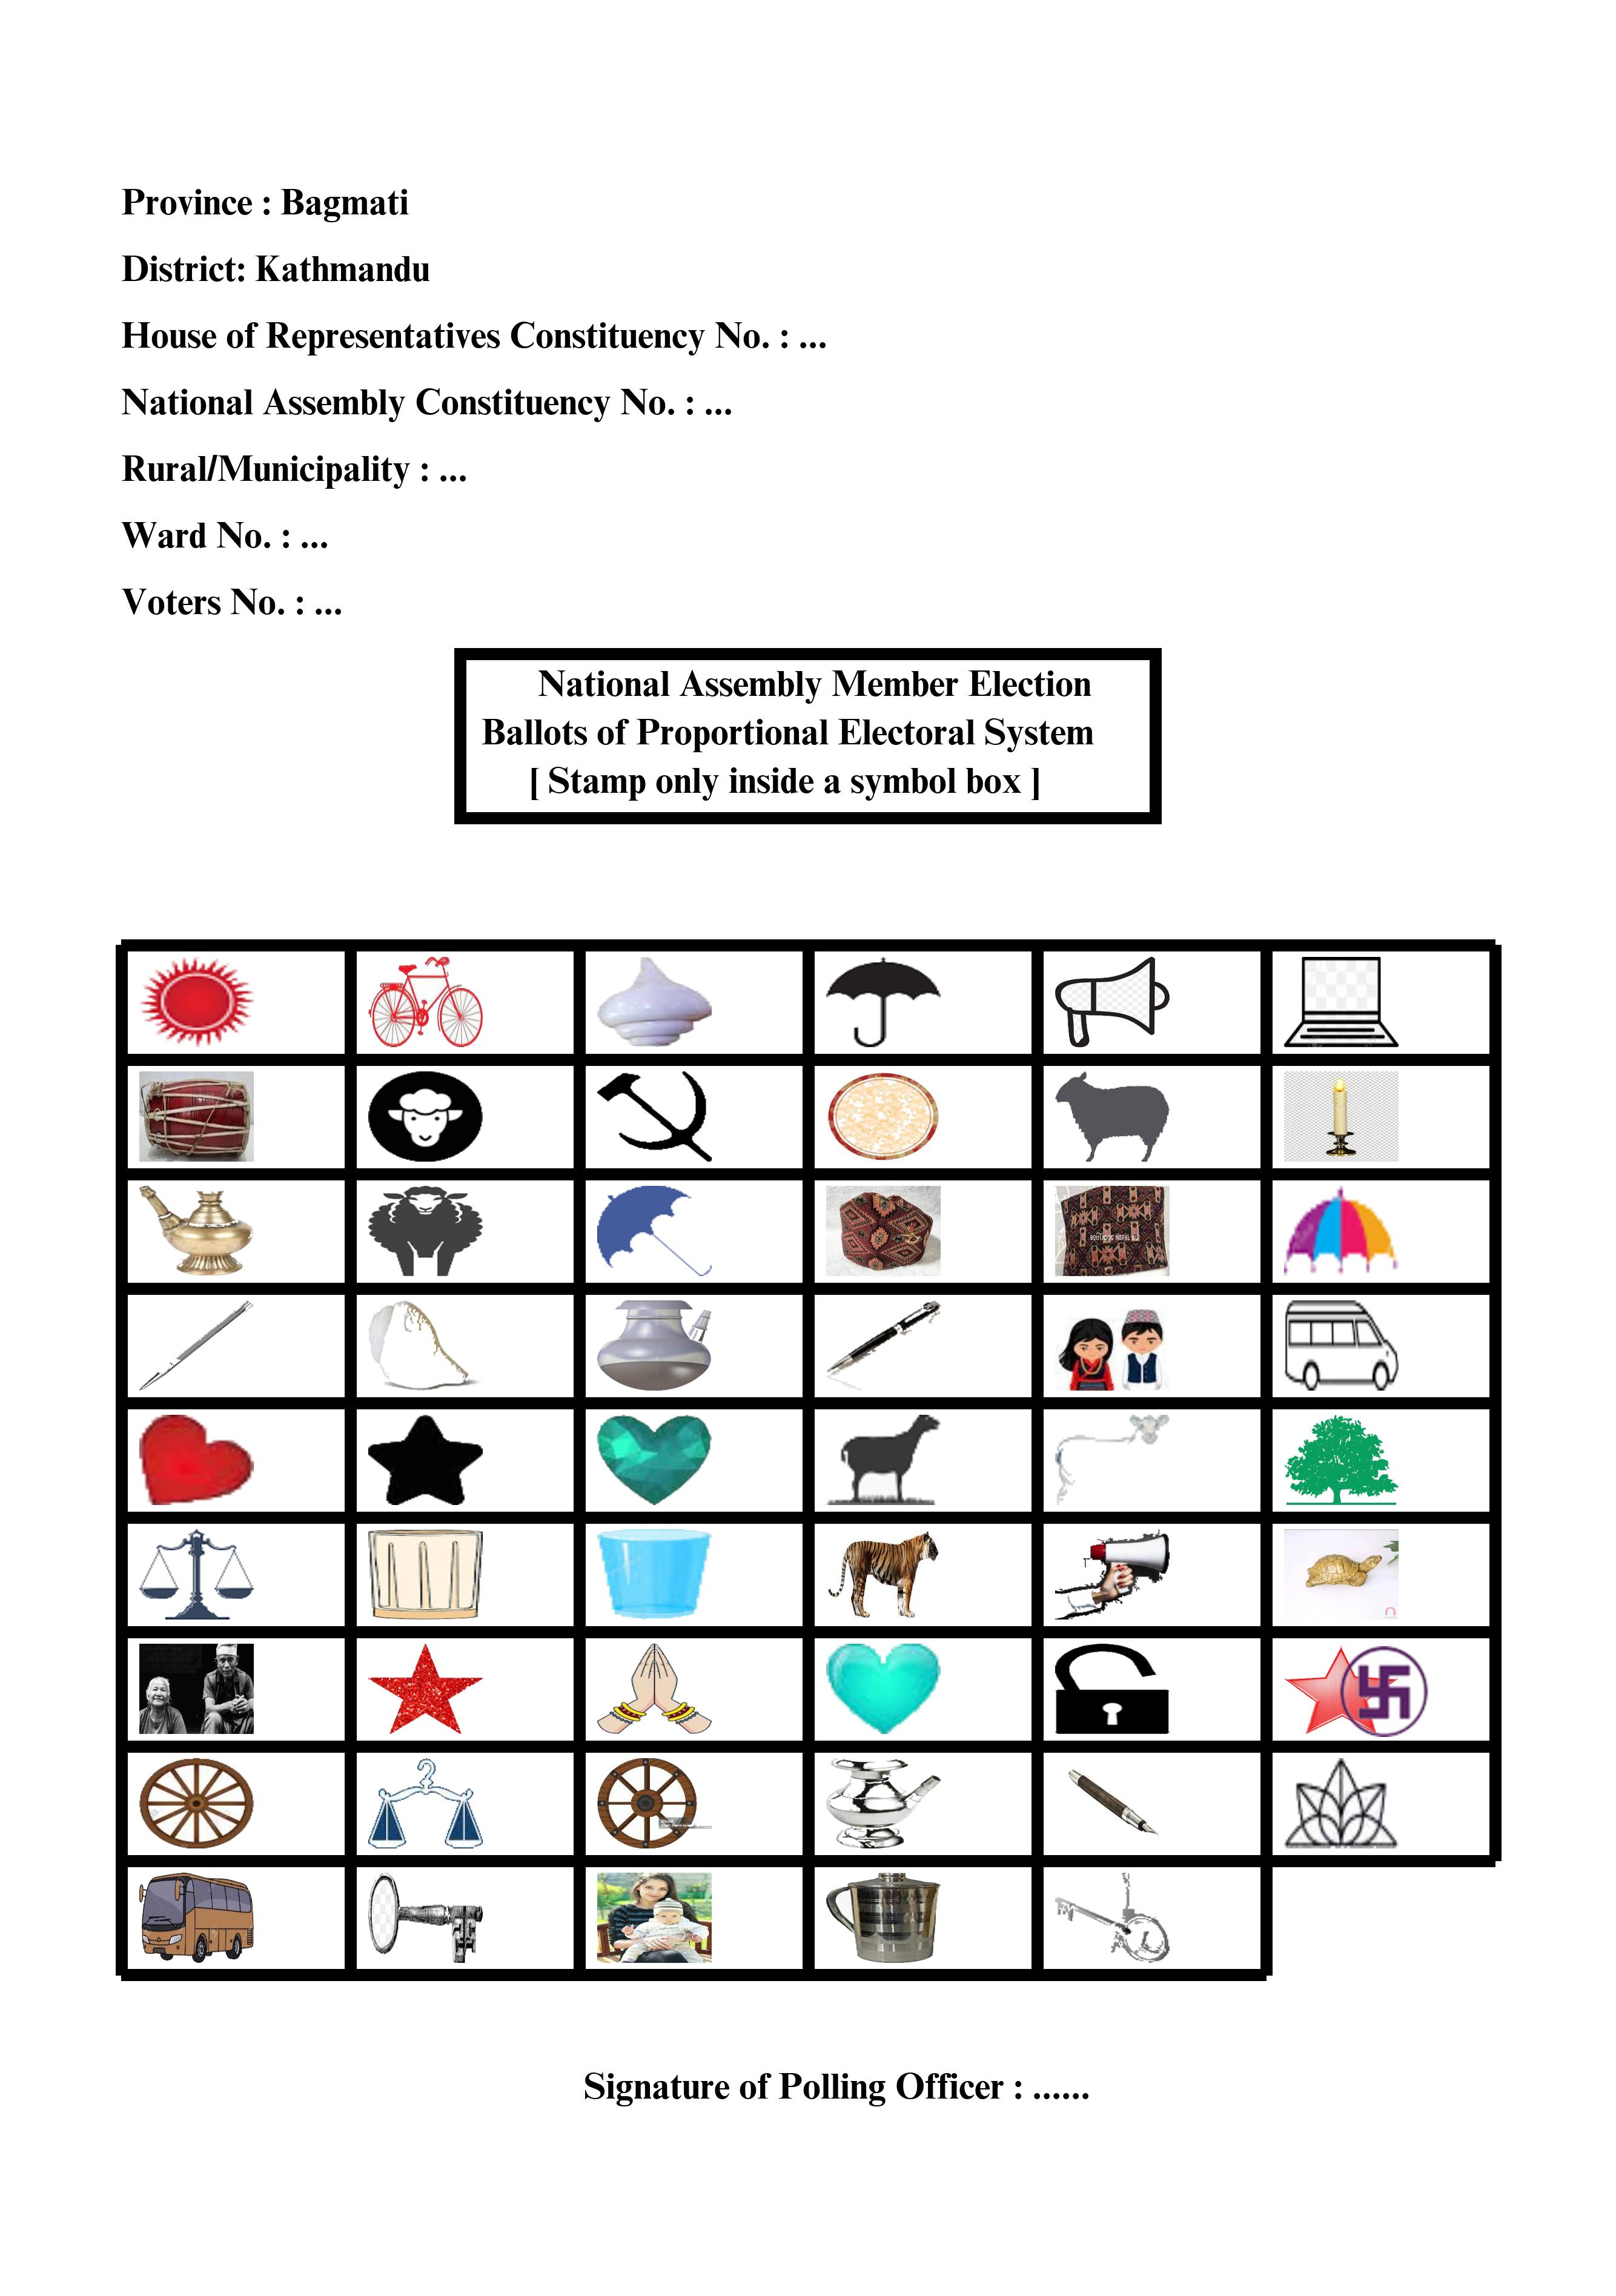 Province : Bagmati
District: Kathmandu
House of Representatives Constituency No. : ...
National Assembly Constituency No. : ...
Rural/Municipality : ...
Ward No. : ...
Voters No. : ...
National Assembly Member Election
Ballots of Proportional Electoral System
[ Stamp only inside a symbol box ]
Signature of Polling Officer : ......